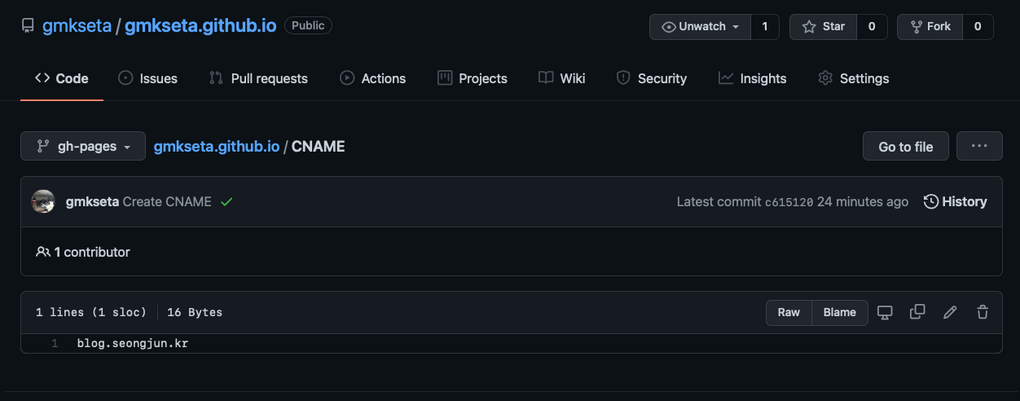 gmkseta / gmkseta.github.io Public Unwatch 1 Star 0 Fork 0
Code Issues Pull requests Actions Projects Wiki Security Insights Settings
gh-pages gmkseta.github.io / CNAME Go to file ...
gmkseta Create CNAME Latest commit c615120 24 minutes ago History
1 contributor
1 lines (1 sloc) 16 Bytes Raw Blame
1 blog.seongjun.kr